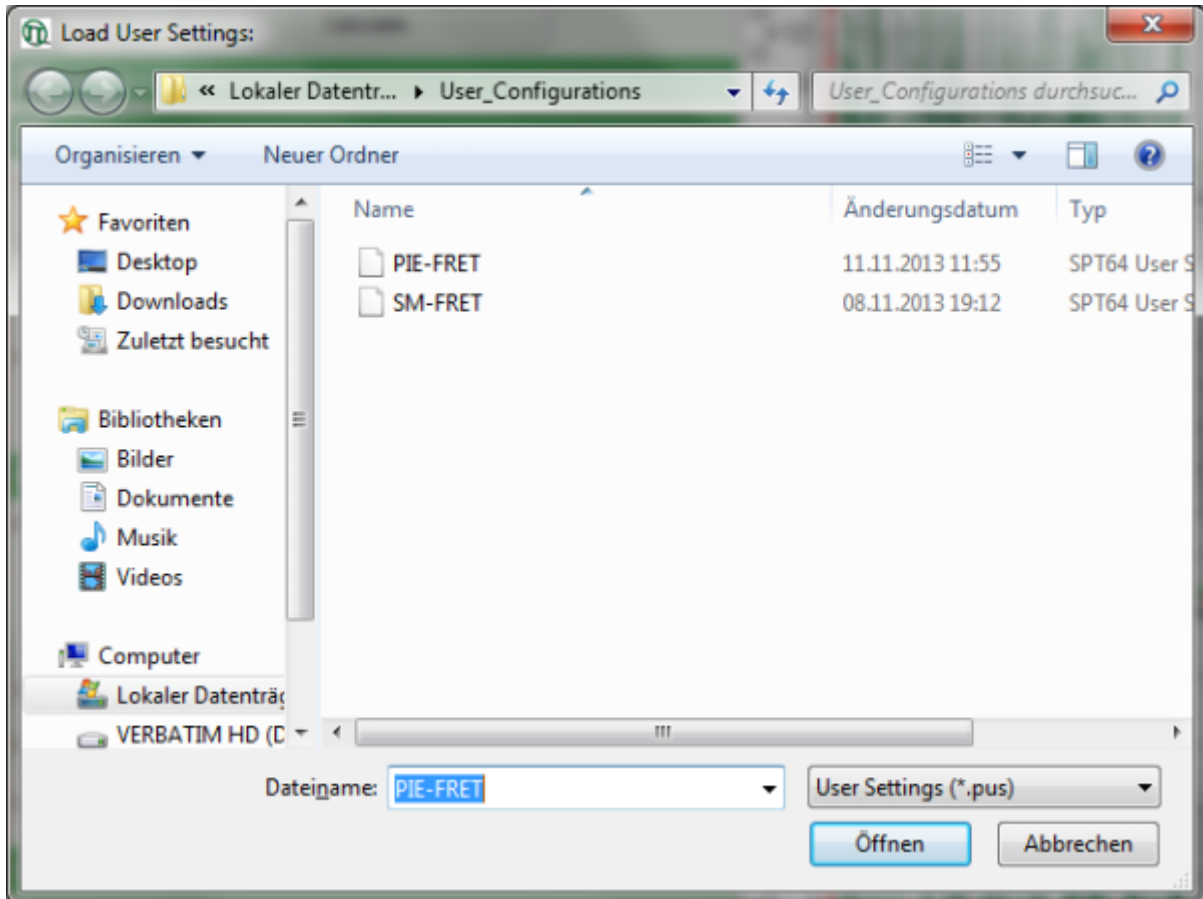 Load User Settings:
« Lokaler Datentr... ▸ User_Configurations
User_Configurations durchsuc...
Organisieren
Neuer Ordner
Name
Änderungsdatum
Typ
PIE-FRET
11.11.2013 11:55
SPT64 User S
SM-FRET
08.11.2013 19:12
SPT64 User S
Favoriten
Desktop
Downloads
Zuletzt besucht
Bibliotheken
Bilder
Dokumente
Musik
Videos
Computer
Lokaler Datenträg
VERBATIM HD (D
Dateiname:
PIE-FRET
User Settings (*.pus)
Öffnen
Abbrechen